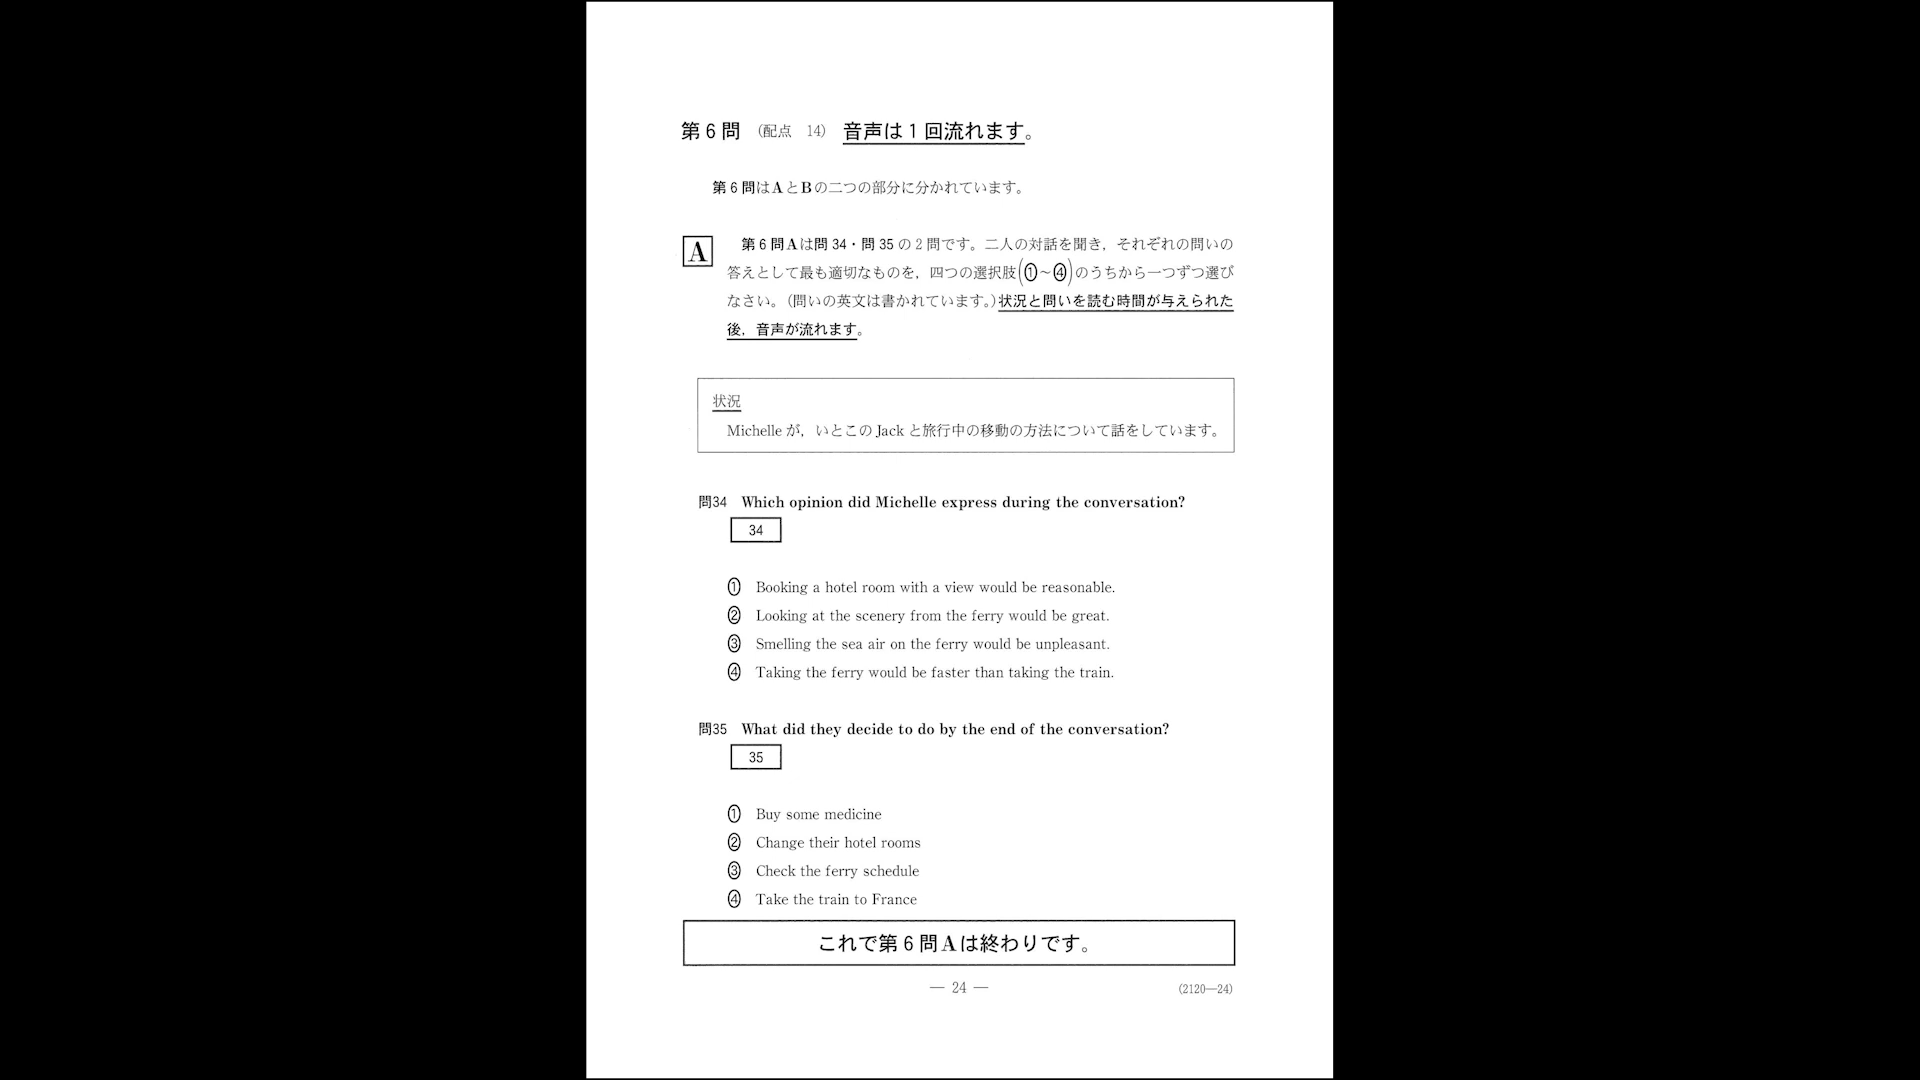 第6問 (配点 14) 音声は1回流れます。
第6問はAとBの二つの部分に分かれています。
A 第6問Aは問34・問35の2問です。二人の対話を聞き，それぞれの問いの
答えとして最も適切なものを，四つの選択肢(①～④)のうちから一つずつ選び
なさい。(問いの英文は書かれています。)状況と問いを読む時間が与えられた
後，音声が流れます。
状況
Michelle が，いとこの Jack と旅行中の移動の方法について話をしています。
問34 Which opinion did Michelle express during the conversation?
34
① Booking a hotel room with a view would be reasonable.
② Looking at the scenery from the ferry would be great.
③ Smelling the sea air on the ferry would be unpleasant.
④ Taking the ferry would be faster than taking the train.
問35 What did they decide to do by the end of the conversation?
35
① Buy some medicine
② Change their hotel rooms
③ Check the ferry schedule
④ Take the train to France
これで第6問Aは終わりです。
— 24 —
(2120—24)